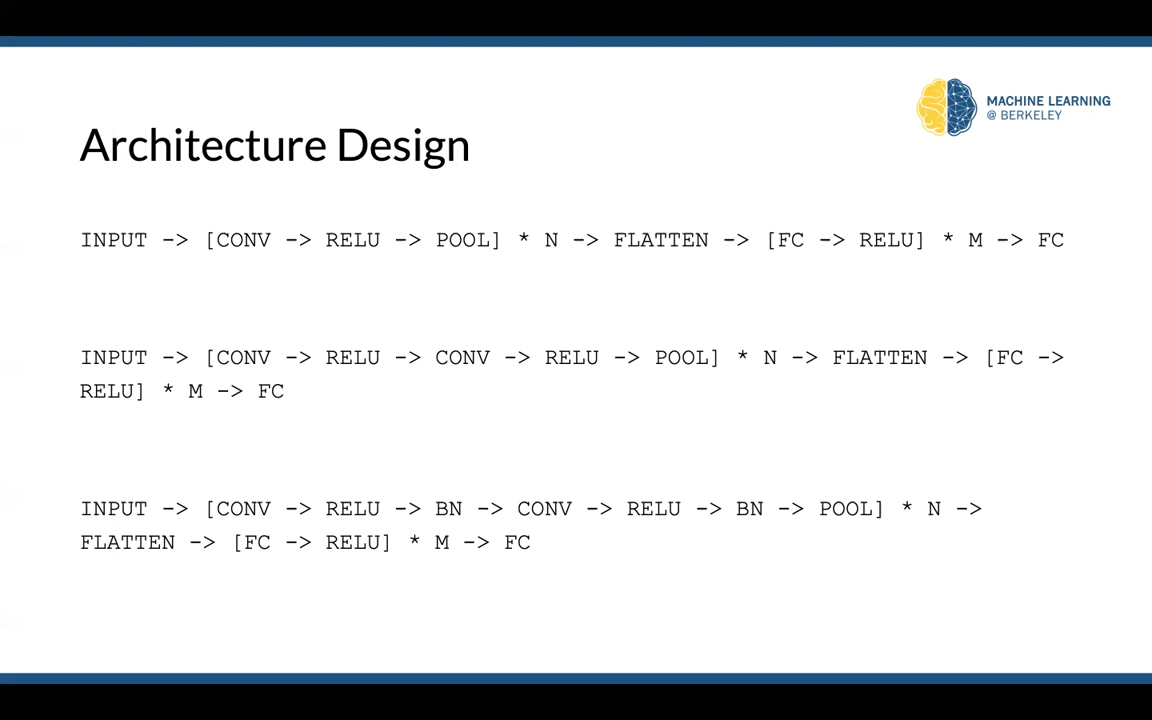 MACHINE LEARNING
@ BERKELEY
Architecture Design
INPUT -> [CONV -> RELU -> POOL] * N -> FLATTEN -> [FC -> RELU] * M -> FC
INPUT -> [CONV -> RELU -> CONV -> RELU -> POOL] * N -> FLATTEN -> [FC ->
RELU] * M -> FC
INPUT -> [CONV -> RELU -> BN -> CONV -> RELU -> BN -> POOL] * N ->
FLATTEN -> [FC -> RELU] * M -> FC